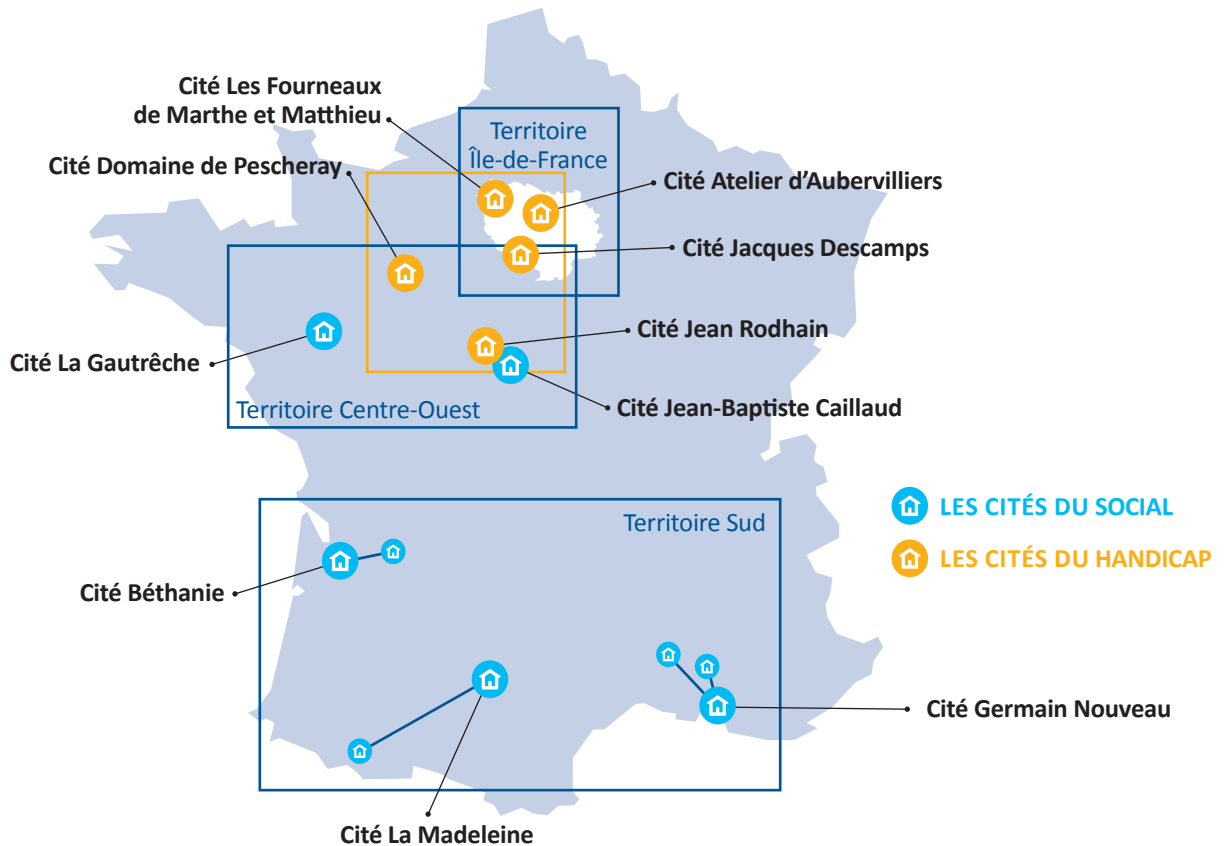 Cité Les Fourneaux
de Marthe et Matthieu
Territoire
Île-de-France
Cité Domaine de Pescheray
Cité Atelier d'Aubervilliers
Cité Jacques Descamps
Cité Jean Rodhain
Cité La Gautrêche
Territoire Centre-Ouest
Cité Jean-Baptiste Caillaud
LES CITÉS DU SOCIAL
Territoire Sud
LES CITÉS DU HANDICAP
Cité Béthanie
Cité Germain Nouveau
Cité La Madeleine